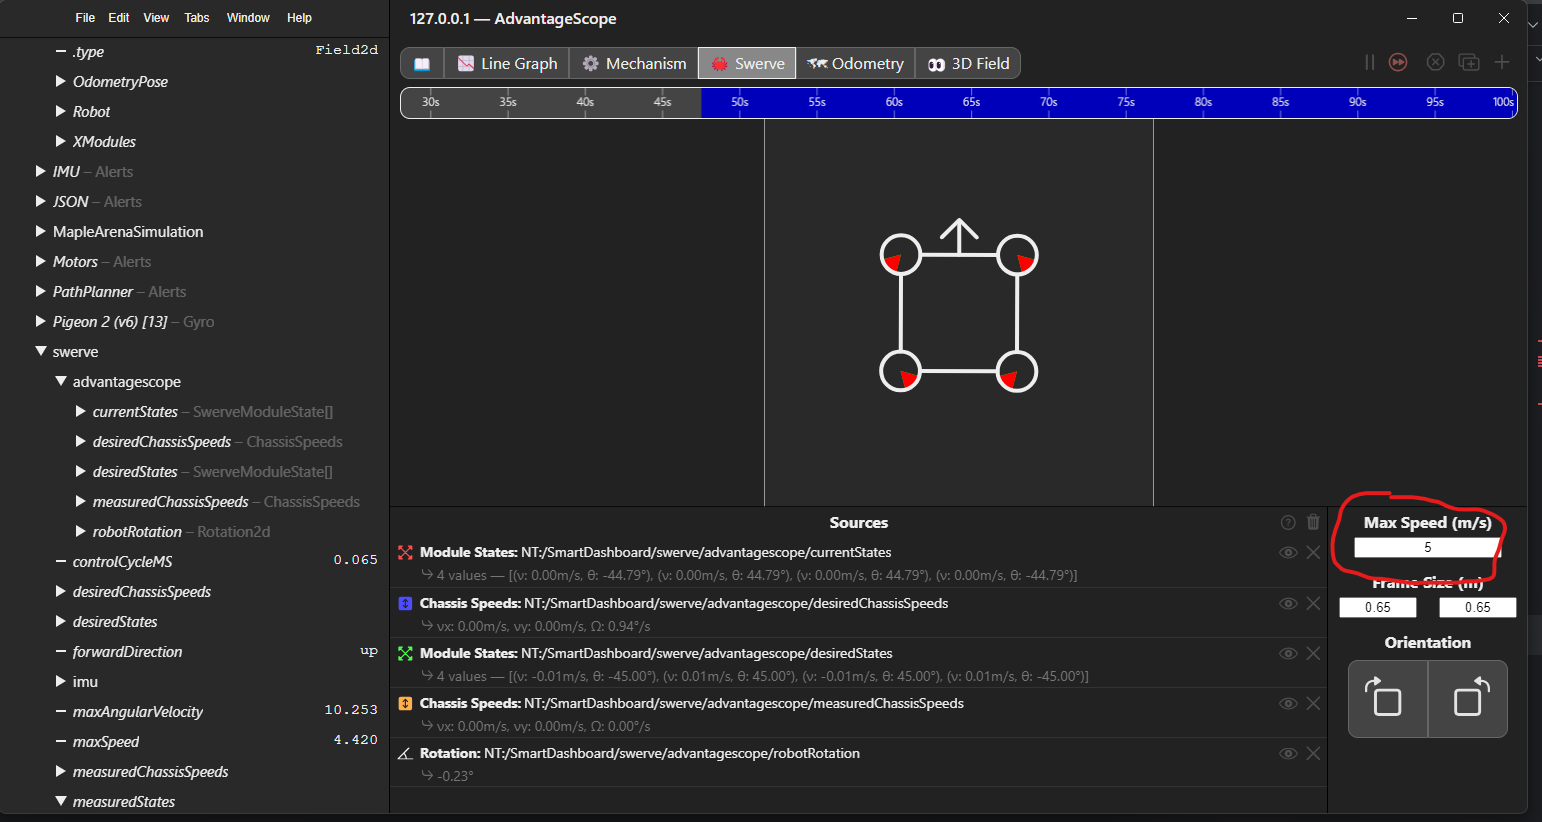 File Edit View Tabs Window Help
127.0.0.1 — AdvantageScope
Line Graph Mechanism Swerve Odometry 3D Field
30s 35s 40s 45s 50s 55s 60s 65s 70s 75s 80s 85s 90s 95s 100s
.type Field2d
OdometryPose
Robot
XModules
IMU – Alerts
JSON – Alerts
MapleArenaSimulation
Motors – Alerts
PathPlanner – Alerts
Pigeon 2 (v6) [13] – Gyro
swerve
advantagescope
currentStates – SwerveModuleState[]
desiredChassisSpeeds – ChassisSpeeds
desiredStates – SwerveModuleState[]
measuredChassisSpeeds – ChassisSpeeds
robotRotation – Rotation2d
controlCycleMS 0.065
desiredChassisSpeeds
desiredStates
forwardDirection up
imu
maxAngularVelocity 10.253
maxSpeed 4.420
measuredChassisSpeeds
measuredStates
Sources
Module States: NT:/SmartDashboard/swerve/advantagescope/currentStates
4 values — [(v: 0.00m/s, θ: -44.79°), (v: 0.00m/s, θ: 44.79°), (v: 0.00m/s, θ: 44.79°), (v: 0.00m/s, θ: -44.79°)]
Chassis Speeds: NT:/SmartDashboard/swerve/advantagescope/desiredChassisSpeeds
vx: 0.00m/s, vy: 0.00m/s, Ω: 0.94°/s
Module States: NT:/SmartDashboard/swerve/advantagescope/desiredStates
4 values — [(v: -0.01m/s, θ: -45.00°), (v: 0.01m/s, θ: 45.00°), (v: -0.01m/s, θ: 45.00°), (v: 0.01m/s, θ: -45.00°)]
Chassis Speeds: NT:/SmartDashboard/swerve/advantagescope/measuredChassisSpeeds
vx: 0.00m/s, vy: 0.00m/s, Ω: 0.00°/s
Rotation: NT:/SmartDashboard/swerve/advantagescope/robotRotation
-0.23°
Max Speed (m/s)
5
Frame Size (m)
0.65 0.65
Orientation